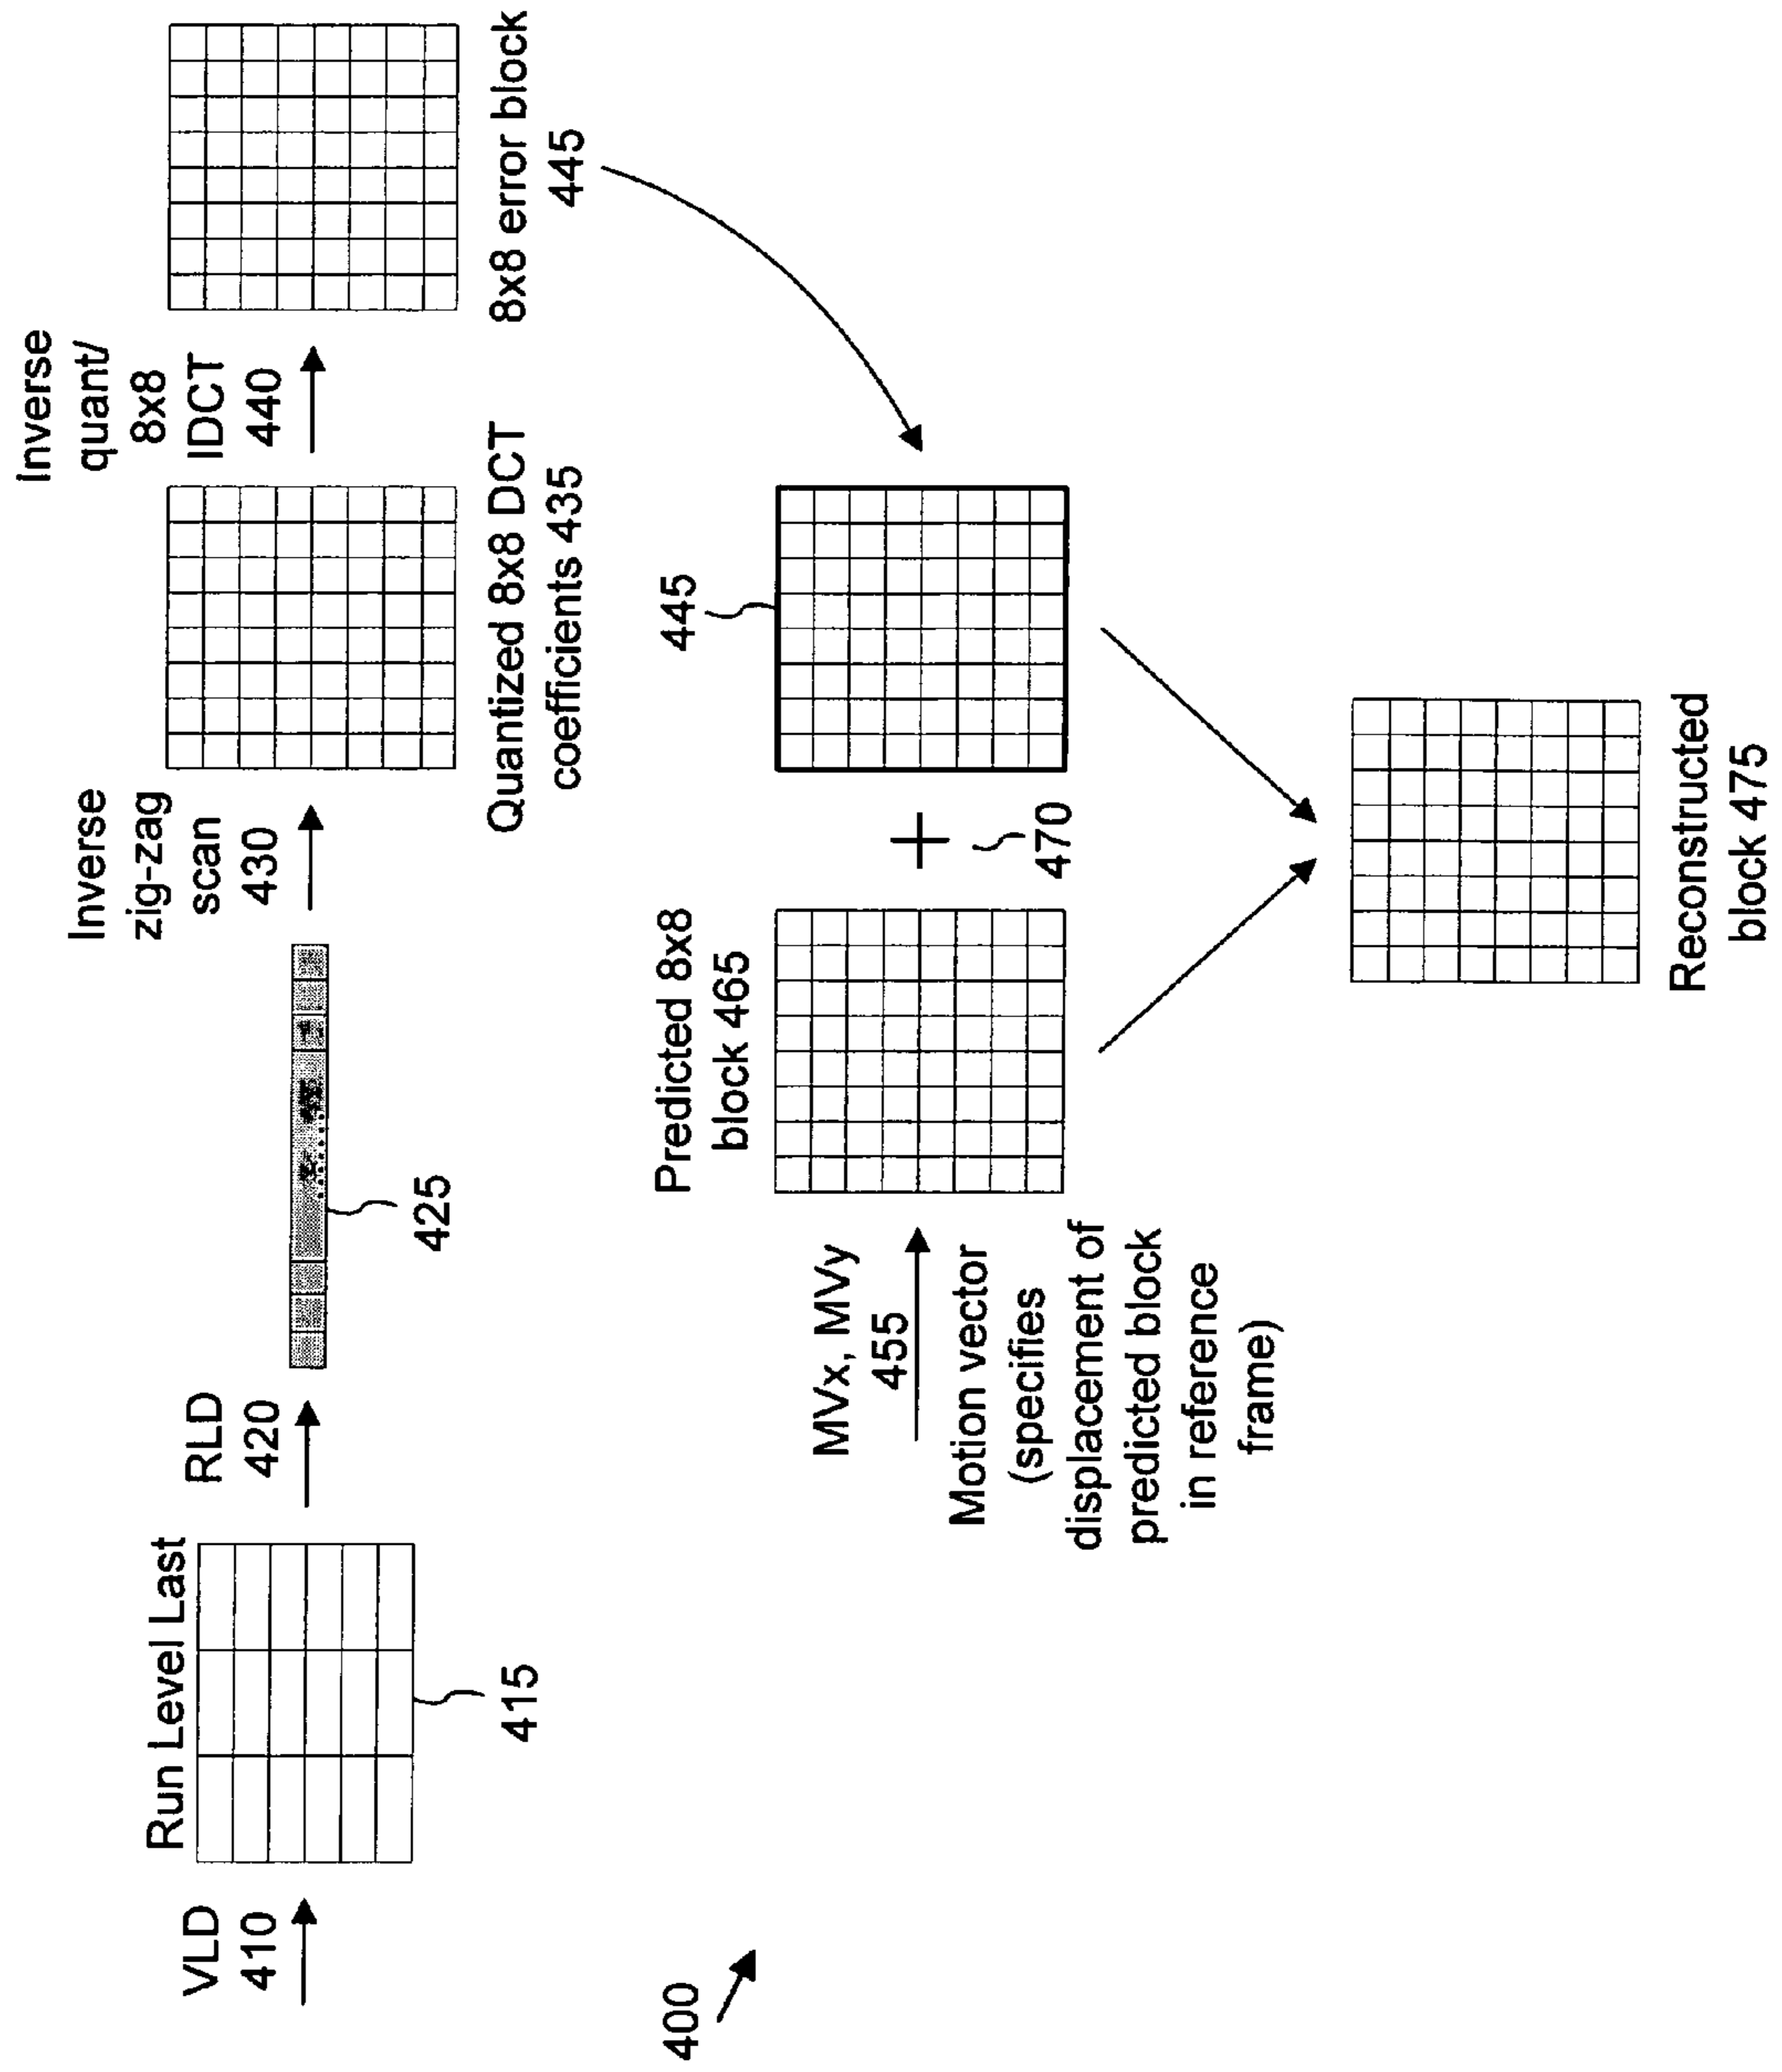 VLD
410
Run Level Last
415
RLD
420
425
Inverse
zig-zag
scan
430
Quantized 8x8 DCT
coefficients 435
Inverse
quant/
8x8
IDCT
440
8x8 error block
445
400
MVx, MVy
455
Motion vector
(specifies
displacement of
predicted block
in reference
frame)
Predicted 8x8
block 465
+
470
445
Reconstructed
block 475